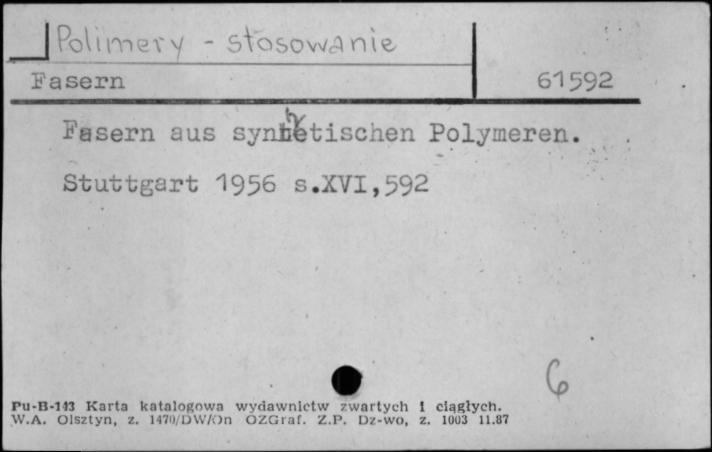 Polimery - stosowanie
Fasern 61592
Fasern aus synthetischen Polymeren.
Stuttgart 1956 s.XVI,592
6
Pu-B-143 Karta katalogowa wydawnictw zwartych i ciągłych.
W.A. Olsztyn, z. 1470/DW/On OZGraf. Z.P. Dz-wo, z. 1003 11.87